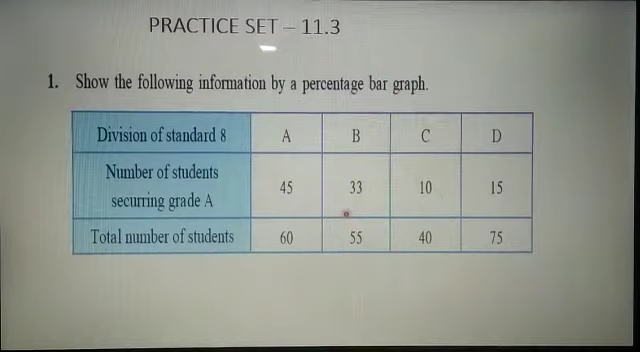 PRACTICE SET – 11.3
1. Show the following information by a percentage bar graph.
Division of standard 8 A B C D
Number of students
securring grade A 45 33 10 15
Total number of students 60 55 40 75